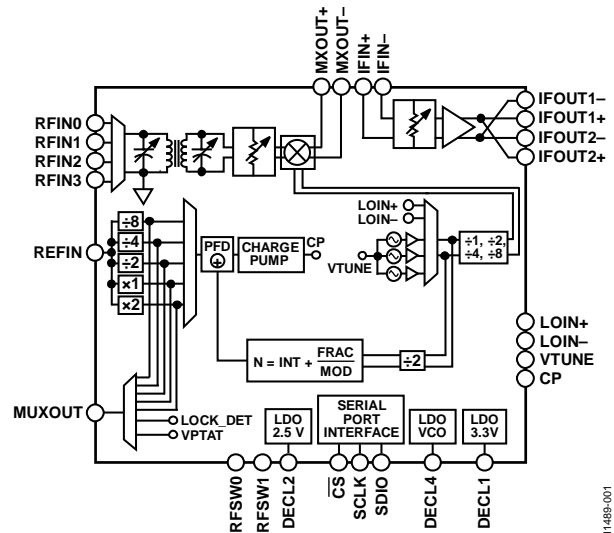 MXOUT+
MXOUT–
IFIN+
IFIN–
RFIN0
RFIN1
RFIN2
RFIN3
IFOUT1–
IFOUT1+
IFOUT2–
IFOUT2+
REFIN
÷8
÷4
÷2
×1
×2
PFD
+
CHARGE
PUMP
CP
LOIN+
LOIN–
VTUNE
÷1, ÷2,
÷4, ÷8
N = INT + FRAC
MOD
÷2
LOIN+
LOIN–
VTUNE
CP
MUXOUT
LOCK_DET
VPTAT
LDO
2.5 V
SERIAL
PORT
INTERFACE
LDO
VCO
LDO
3.3V
RFSW0
RFSW1
DECL2
CS
SCLK
SDIO
DECL4
DECL1
11489-001